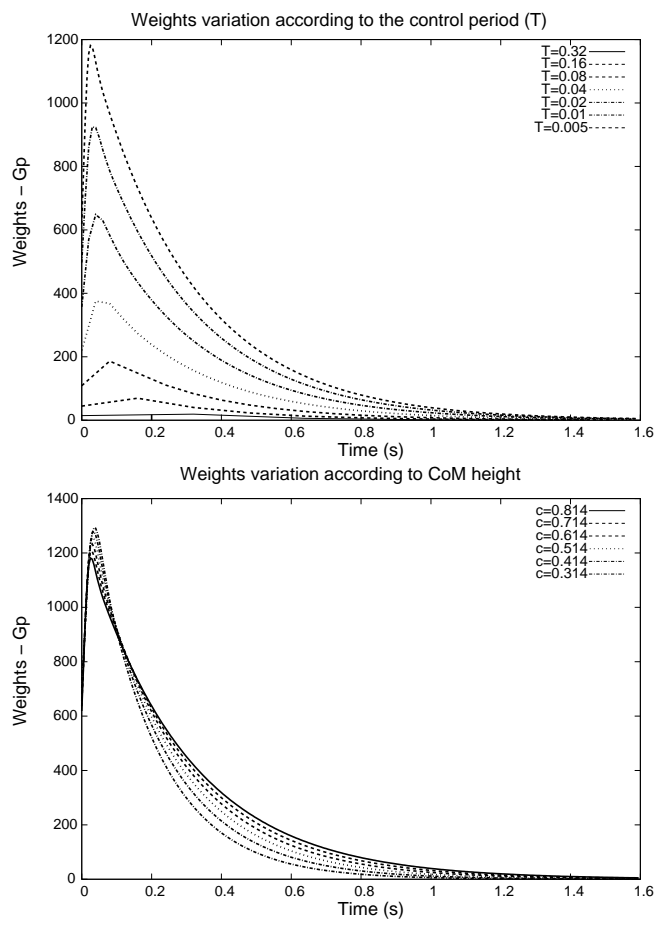 Weights variation according to the control period (T)
1200
1000
800
600
400
200
0
Weights – Gp
T=0.32
T=0.16
T=0.08
T=0.04
T=0.02
T=0.01
T=0.005
0 0.2 0.4 0.6 0.8 1 1.2 1.4 1.6
Time (s)
Weights variation according to CoM height
1400
1200
1000
800
600
400
200
0
Weights – Gp
c=0.814
c=0.714
c=0.614
c=0.514
c=0.414
c=0.314
0 0.2 0.4 0.6 0.8 1 1.2 1.4 1.6
Time (s)